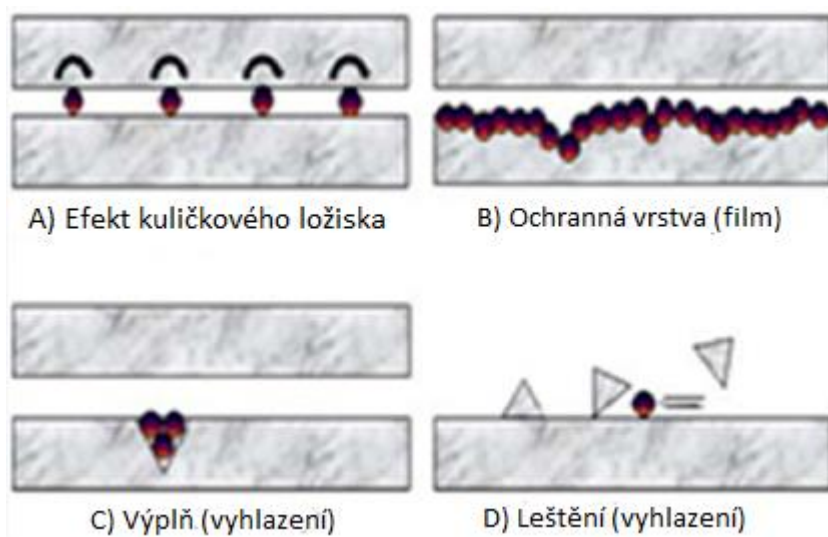 A) Efekt kuličkového ložiska
B) Ochranná vrstva (film)
C) Výplň (vyhlazení)
D) Leštění (vyhlazení)